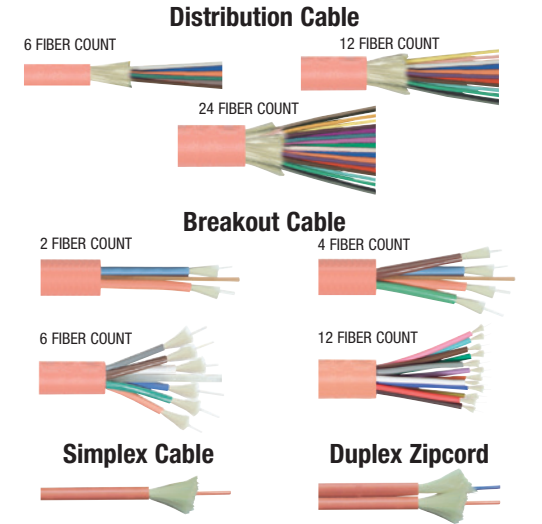 Distribution Cable
6 FIBER COUNT
12 FIBER COUNT
24 FIBER COUNT
Breakout Cable
2 FIBER COUNT
4 FIBER COUNT
6 FIBER COUNT
12 FIBER COUNT
Simplex Cable
Duplex Zipcord